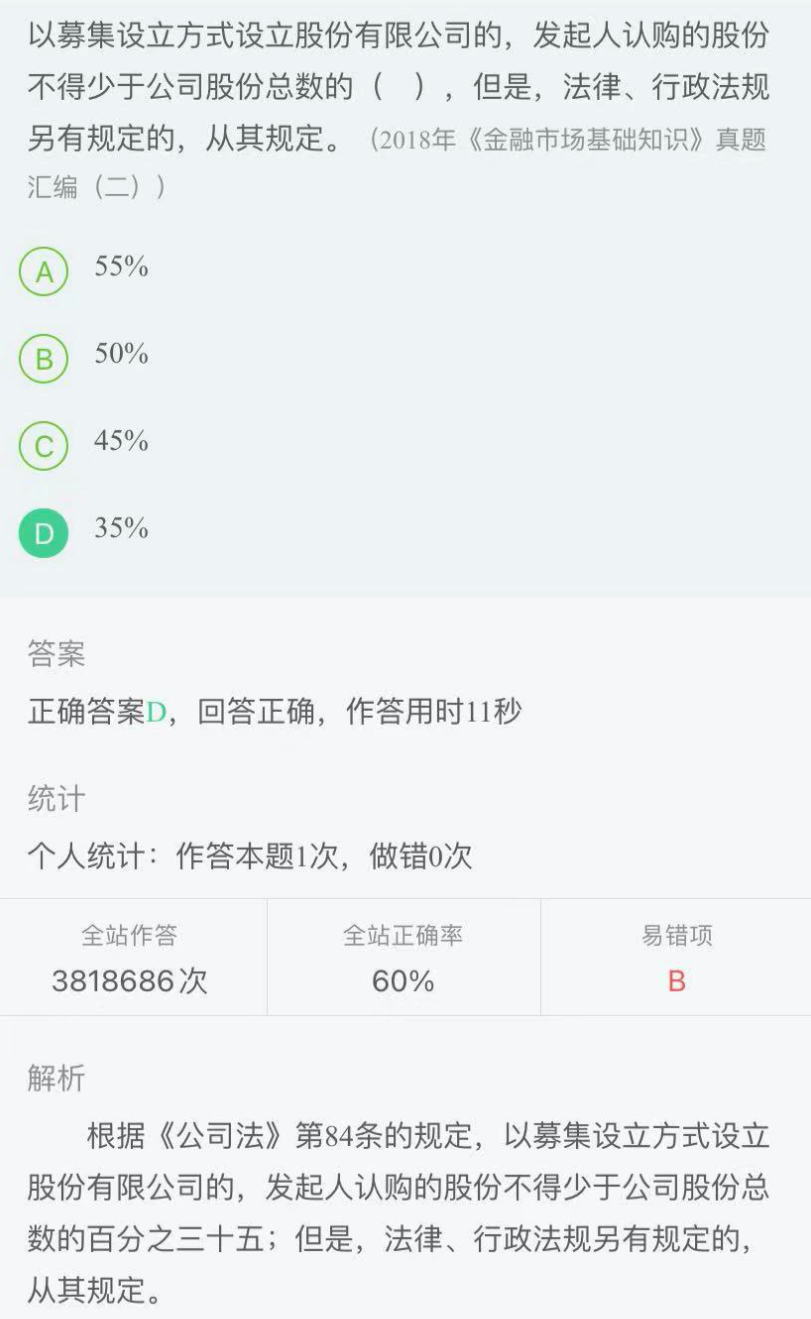 以募集设立方式设立股份有限公司的，发起人认购的股份
不得少于公司股份总数的（ ），但是，法律、行政法规
另有规定的，从其规定。（2018年《金融市场基础知识》真题
汇编（二））
A 55%
B 50%
C 45%
D 35%
答案
正确答案D，回答正确，作答用时11秒
统计
个人统计：作答本题1次，做错0次
全站作答 全站正确率 易错项
3818686次 60% B
解析
根据《公司法》第84条的规定，以募集设立方式设立
股份有限公司的，发起人认购的股份不得少于公司股份总
数的百分之三十五；但是，法律、行政法规另有规定的，
从其规定。